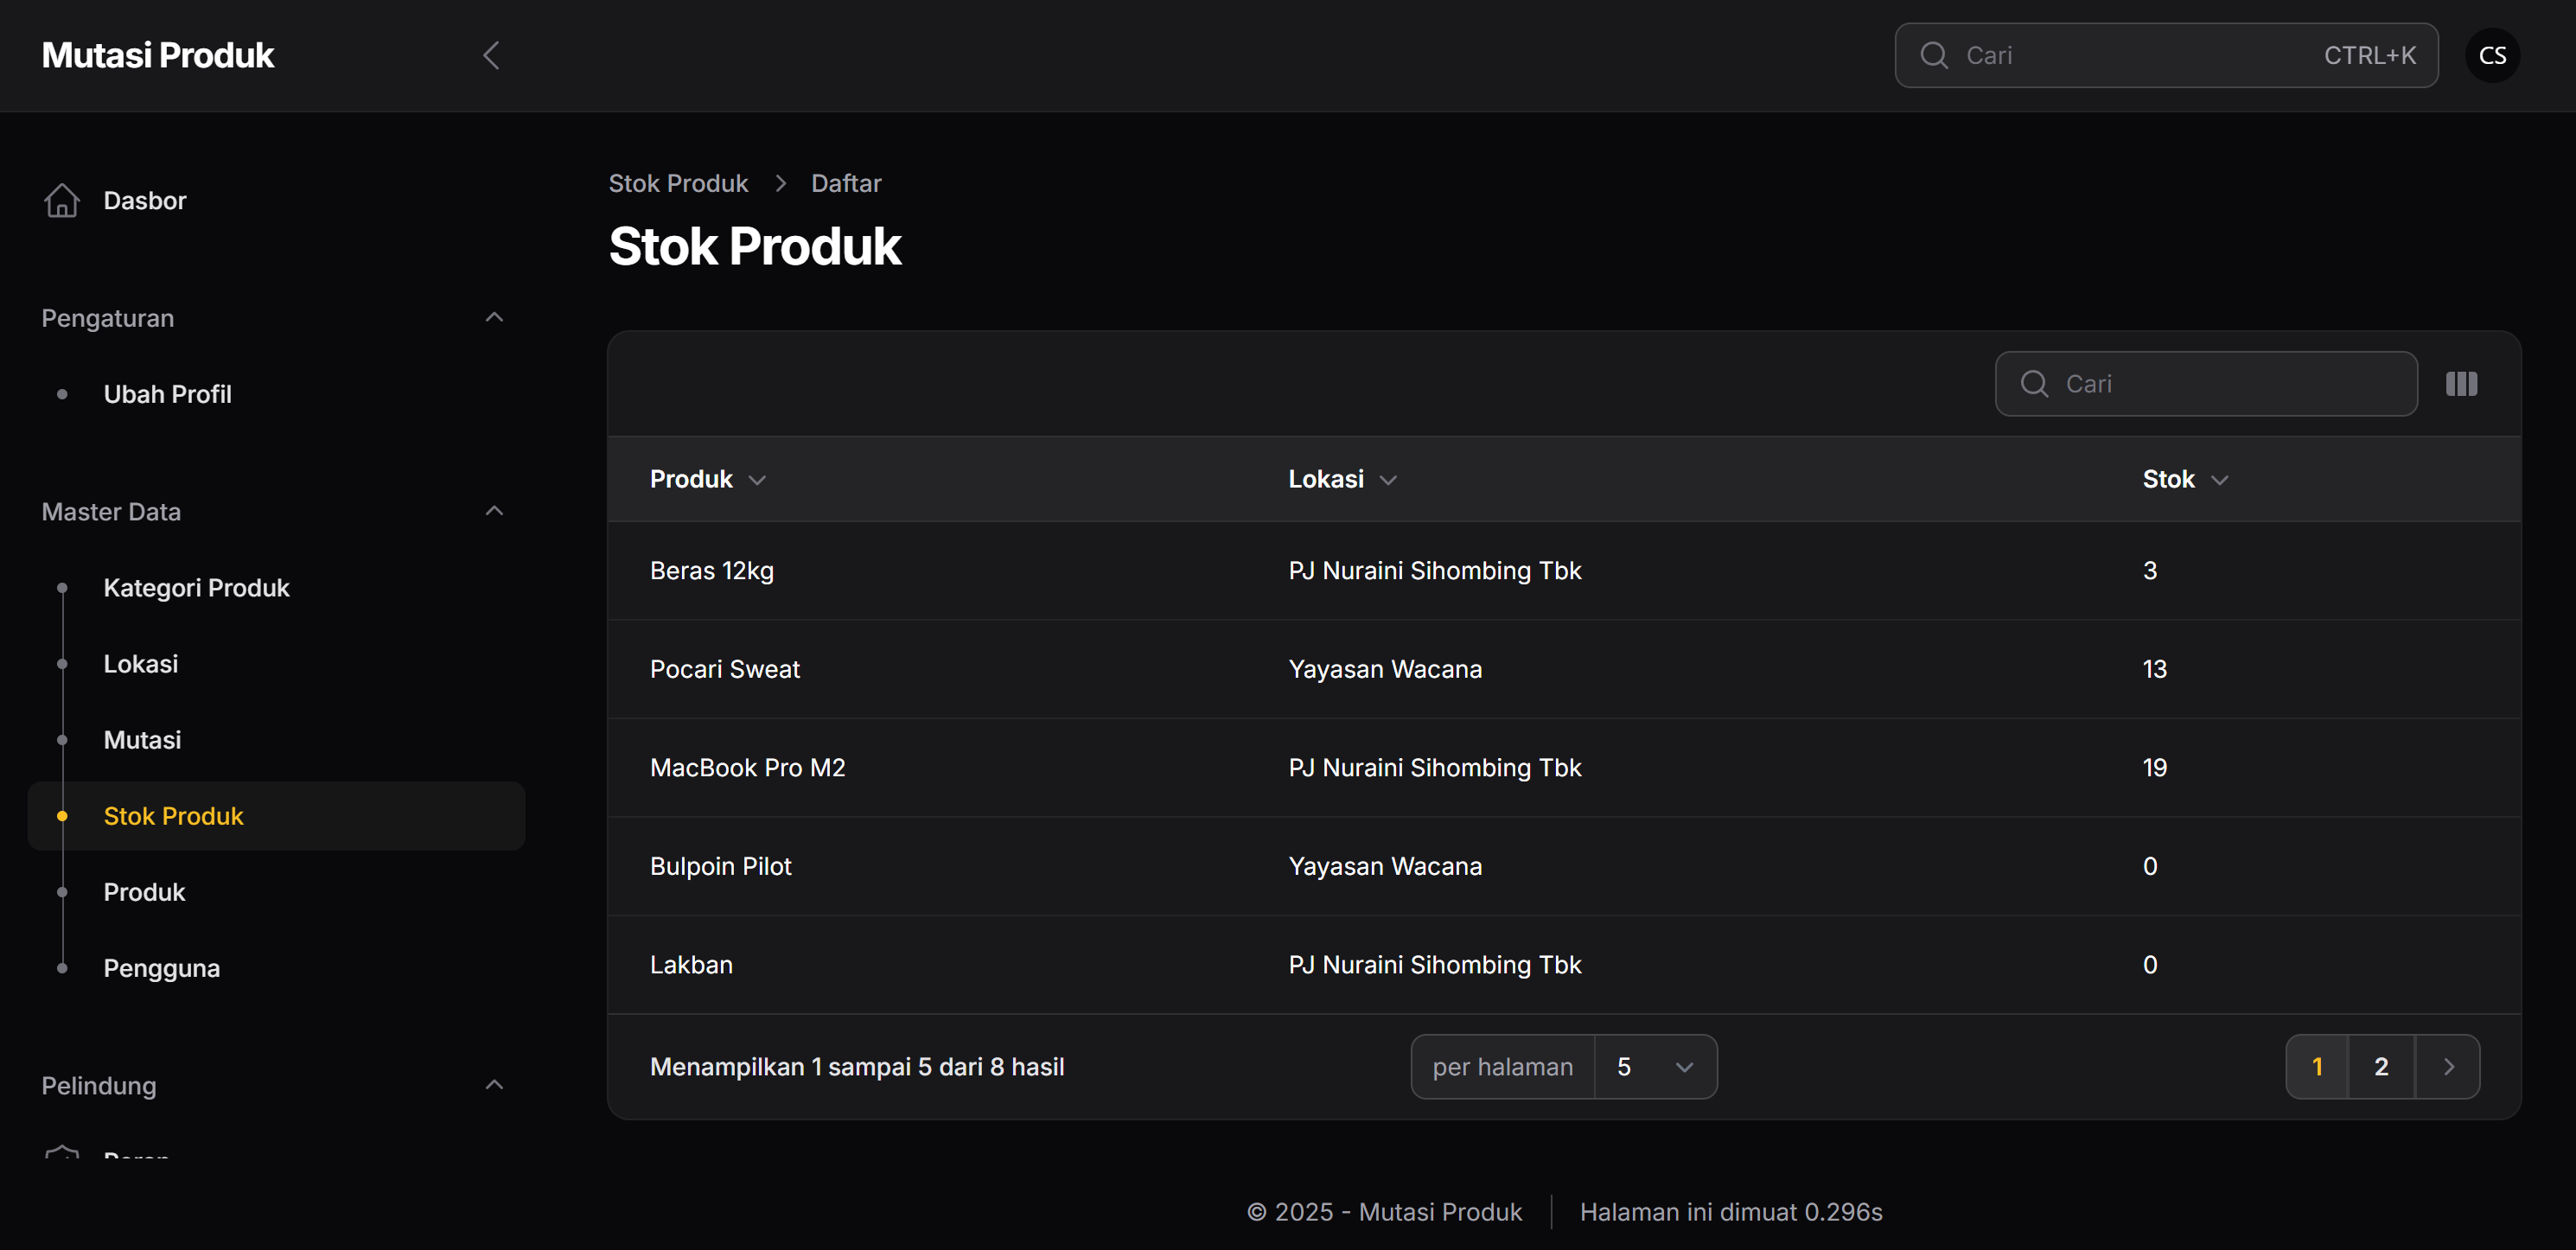 Mutasi Produk
Cari CTRL+K
CS
Dasbor
Pengaturan
Ubah Profil
Master Data
Kategori Produk
Lokasi
Mutasi
Stok Produk
Produk
Pengguna
Pelindung
Stok Produk > Daftar
Stok Produk
Cari
Produk Lokasi Stok
Beras 12kg PJ Nuraini Sihombing Tbk 3
Pocari Sweat Yayasan Wacana 13
MacBook Pro M2 PJ Nuraini Sihombing Tbk 19
Bulpoin Pilot Yayasan Wacana 0
Lakban PJ Nuraini Sihombing Tbk 0
Menampilkan 1 sampai 5 dari 8 hasil per halaman 5 1 2
© 2025 - Mutasi Produk Halaman ini dimuat 0.296s